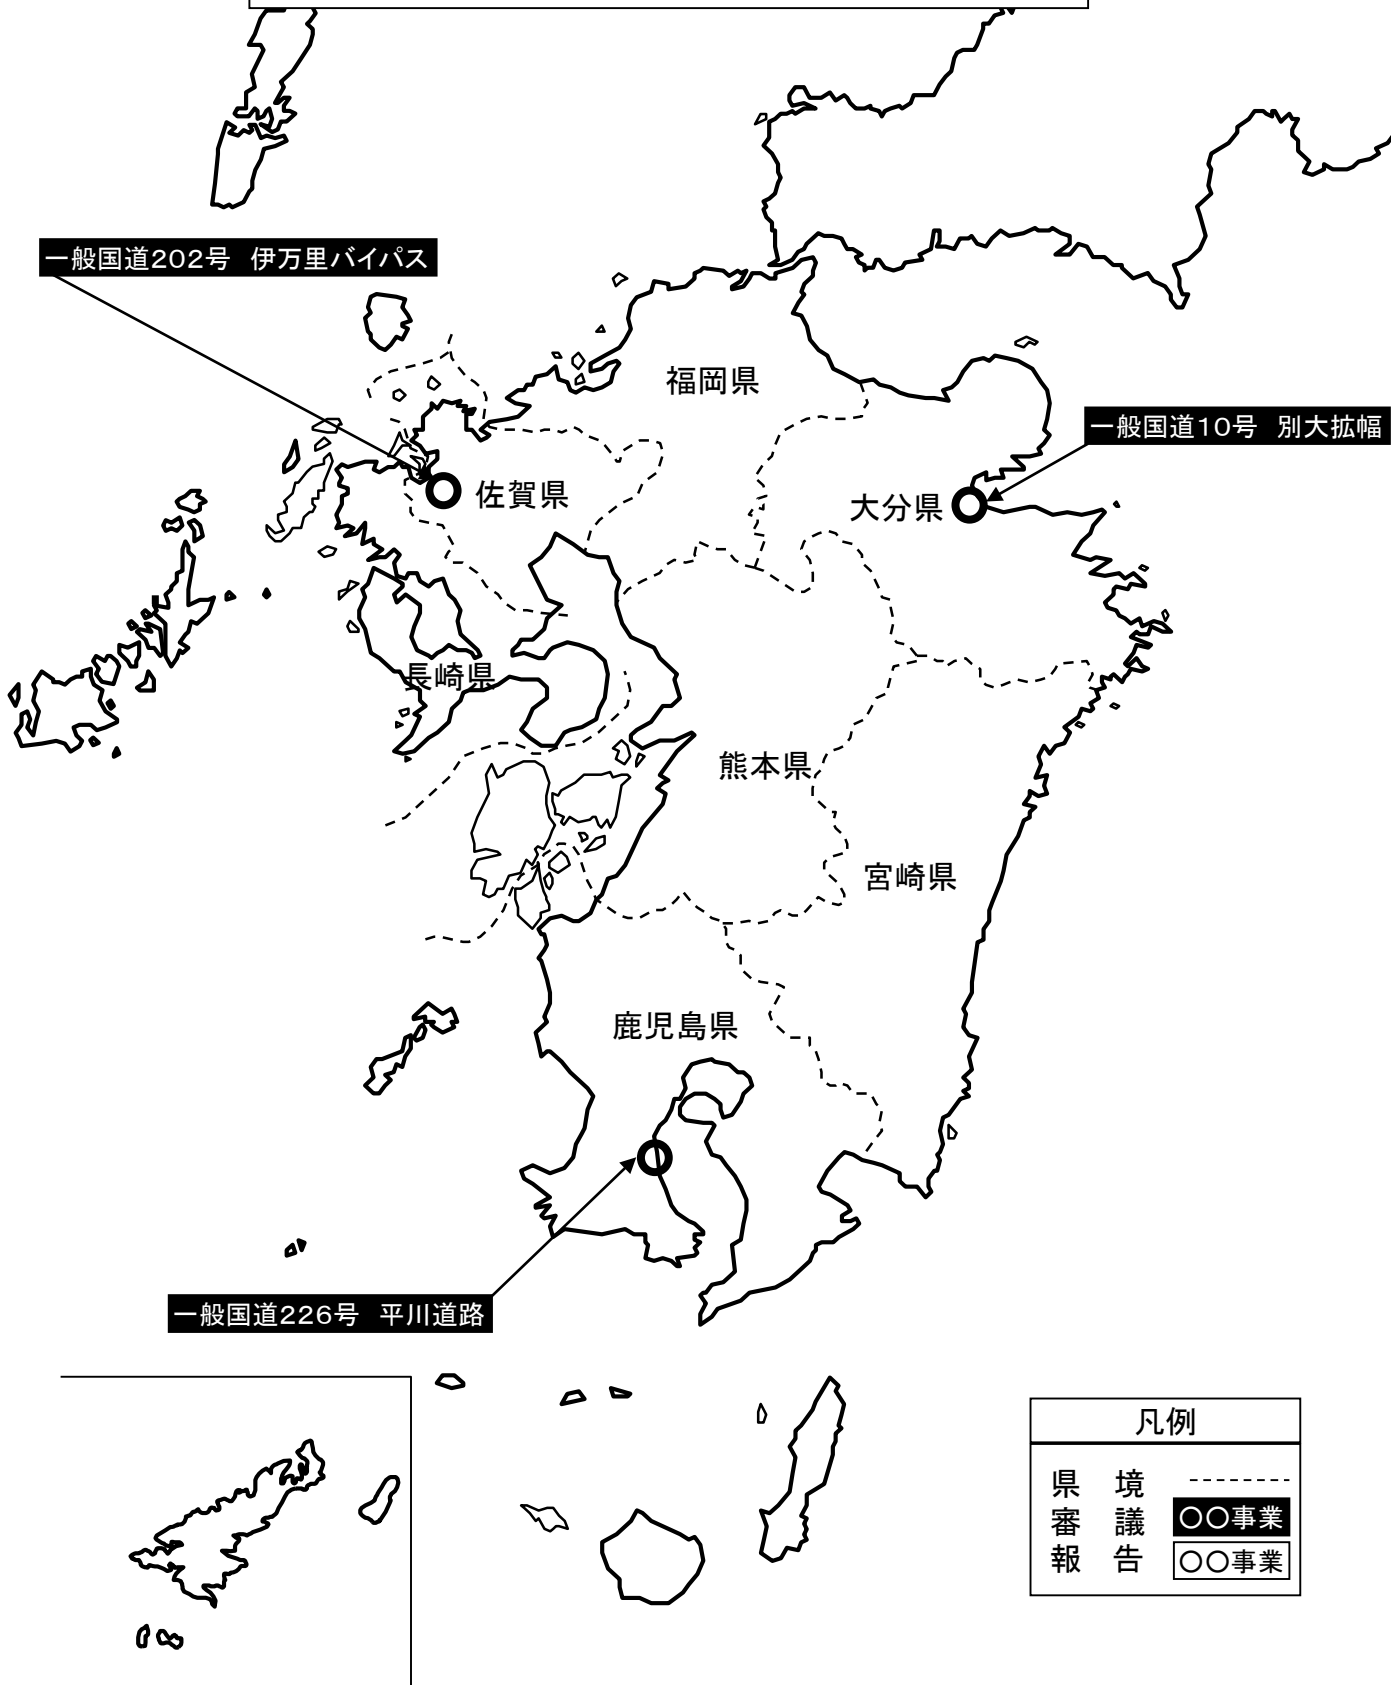 一般国道202号　伊万里バイパス
福岡県
一般国道10号　別大拡幅
佐賀県
大分県
長崎県
熊本県
宮崎県
鹿児島県
一般国道226号　平川道路
凡例
県　境
審　議　○○事業
報　告　○○事業